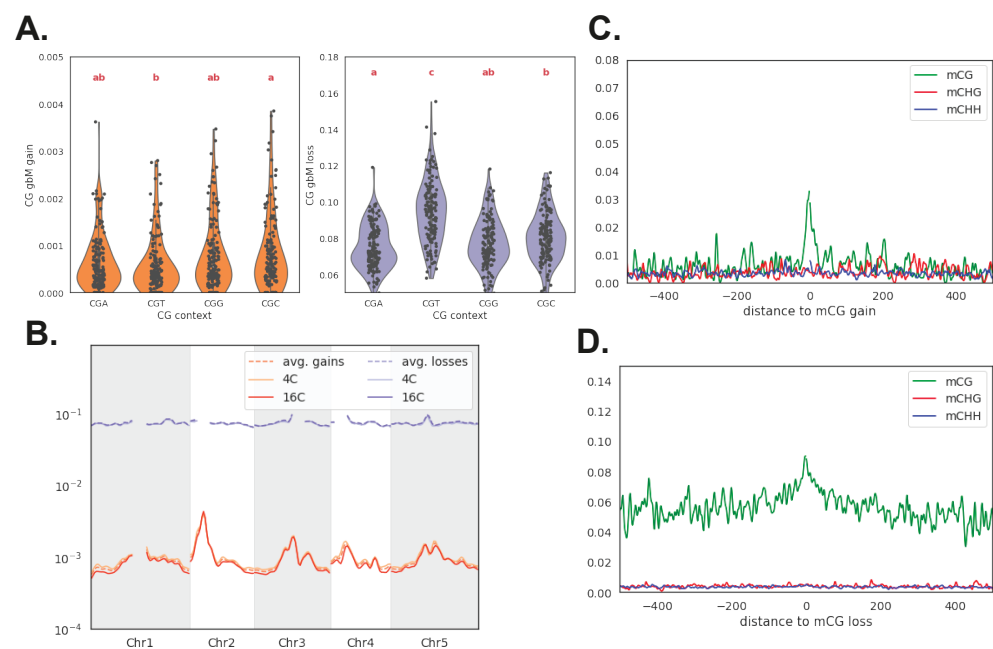 A.
0.005
0.004
0.003
0.002
0.001
0.000
CG gbM gain
ab
b
ab
a
CGA
CGT
CGG
CGC
CG context
0.18
0.16
0.14
0.12
0.10
0.08
0.06
CG gbM loss
a
c
ab
b
CGA
CGT
CGG
CGC
CG context
B.
avg. gains
4C
16C
avg. losses
4C
16C
10⁻¹
10⁻²
10⁻³
10⁻⁴
Chr1
Chr2
Chr3
Chr4
Chr5
C.
0.08
0.07
0.06
0.05
0.04
0.03
0.02
0.01
0.00
mCG
mCHG
mCHH
−400
−200
0
200
400
distance to mCG gain
D.
0.14
0.12
0.10
0.08
0.06
0.04
0.02
0.00
mCG
mCHG
mCHH
−400
−200
0
200
400
distance to mCG loss